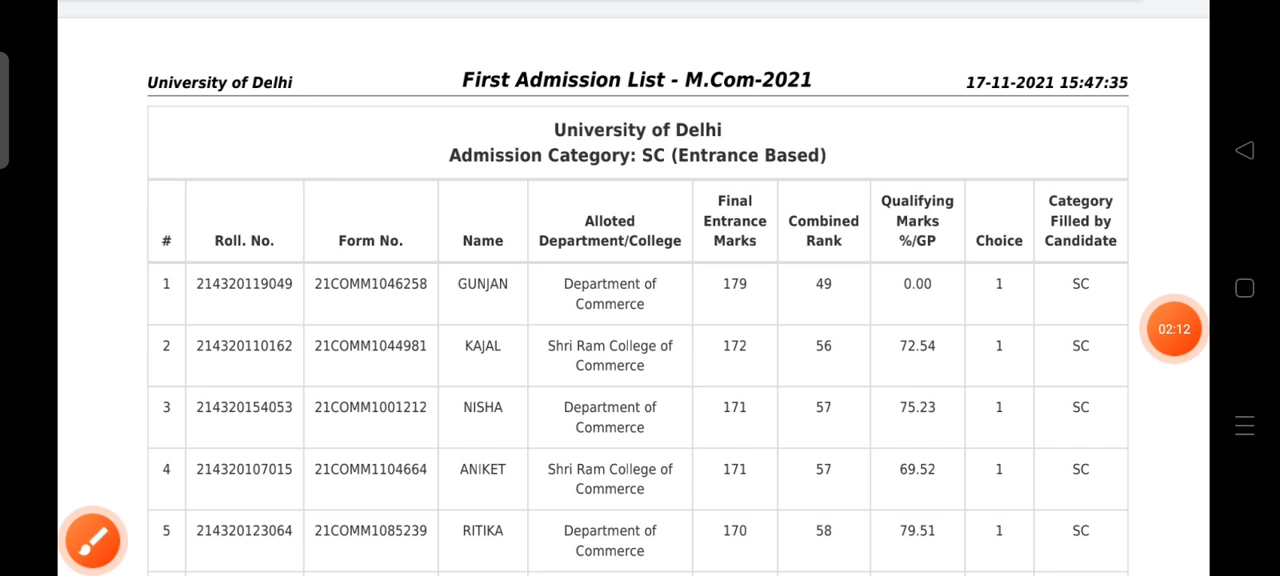 University of Delhi First Admission List - M.Com-2021 17-11-2021 15:47:35
University of Delhi
Admission Category: SC (Entrance Based)
# Roll. No. Form No. Name Alloted Department/College Final Entrance Marks Combined Rank Qualifying Marks %/GP Choice Category Filled by Candidate
1 214320119049 21COMM1046258 GUNJAN Department of Commerce 179 49 0.00 1 SC
2 214320110162 21COMM1044981 KAJAL Shri Ram College of Commerce 172 56 72.54 1 SC
3 214320154053 21COMM1001212 NISHA Department of Commerce 171 57 75.23 1 SC
4 214320107015 21COMM1104664 ANIKET Shri Ram College of Commerce 171 57 69.52 1 SC
5 214320123064 21COMM1085239 RITIKA Department of Commerce 170 58 79.51 1 SC
02:12